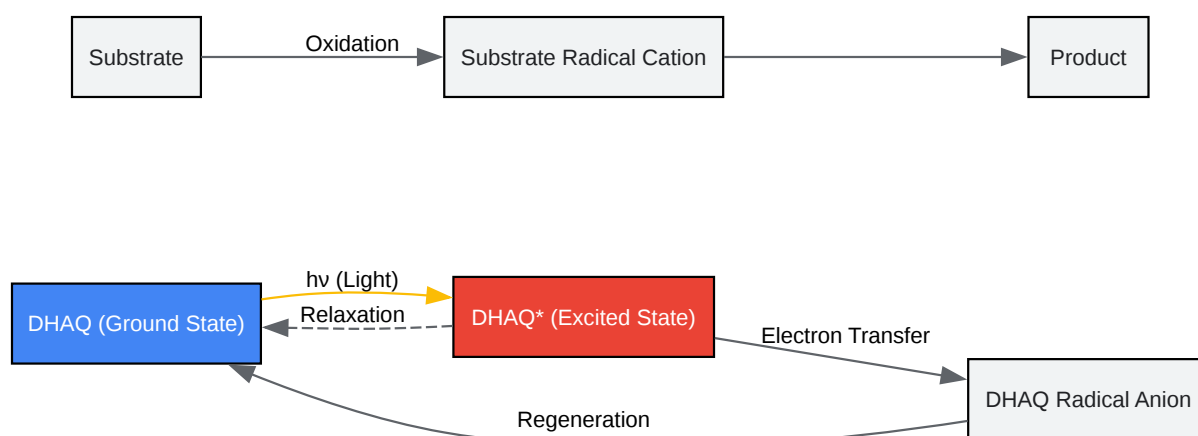 Oxidation
Substrate
Substrate Radical Cation
Product
hν (Light)
DHAQ (Ground State)
Relaxation
DHAQ* (Excited State)
Electron Transfer
DHAQ Radical Anion
Regeneration